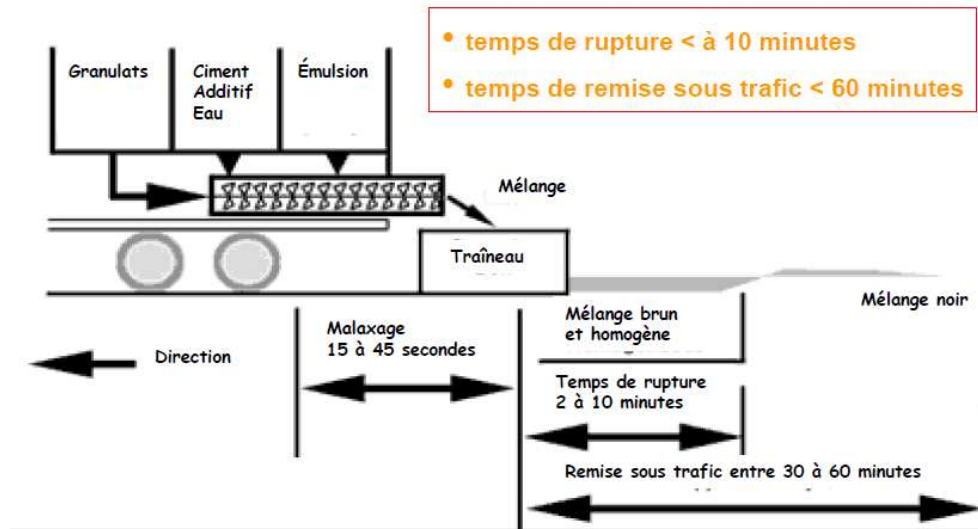 • temps de rupture < à 10 minutes
• temps de remise sous trafic < 60 minutes
Granulats
Ciment
Additif
Eau
Émulsion
Mélange
Traîneau
Mélange noir
Malaxage
15 à 45 secondes
Mélange brun
et homogène
Direction
Temps de rupture
2 à 10 minutes
Remise sous trafic entre 30 à 60 minutes